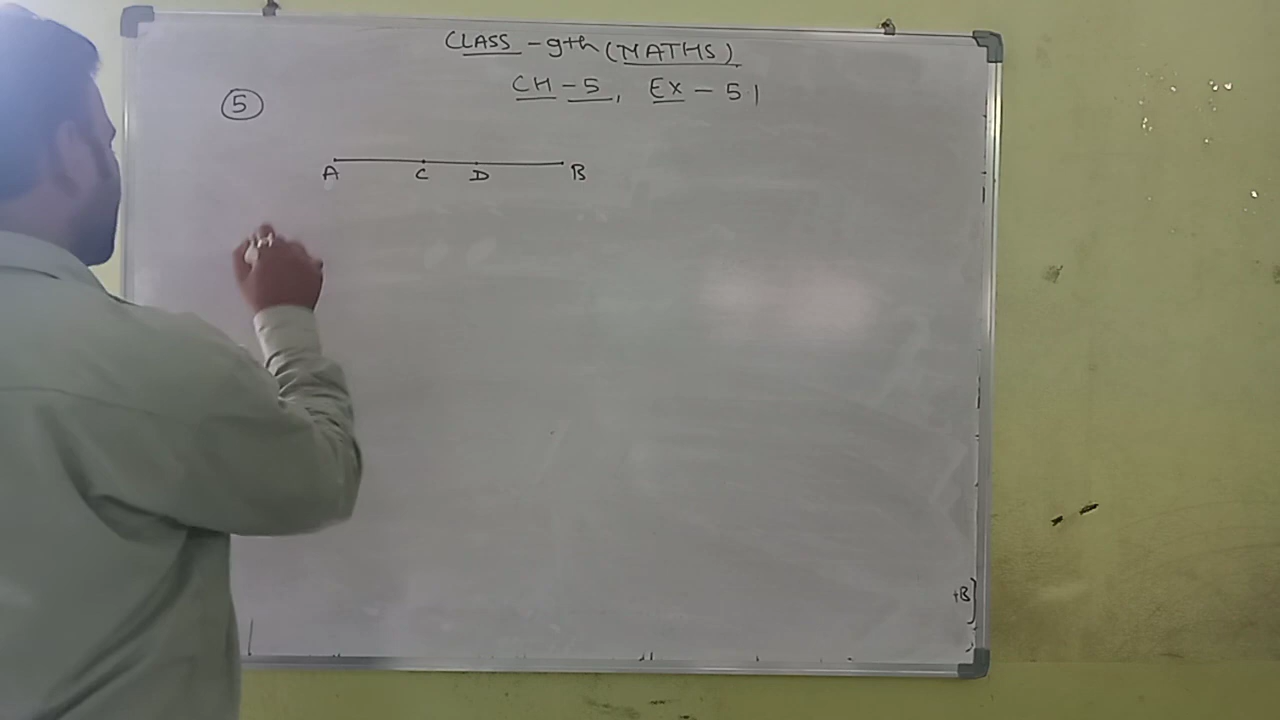 CLASS - 9th (MATHS)
CH - 5, EX - 5.1
5
A C D B
+B]